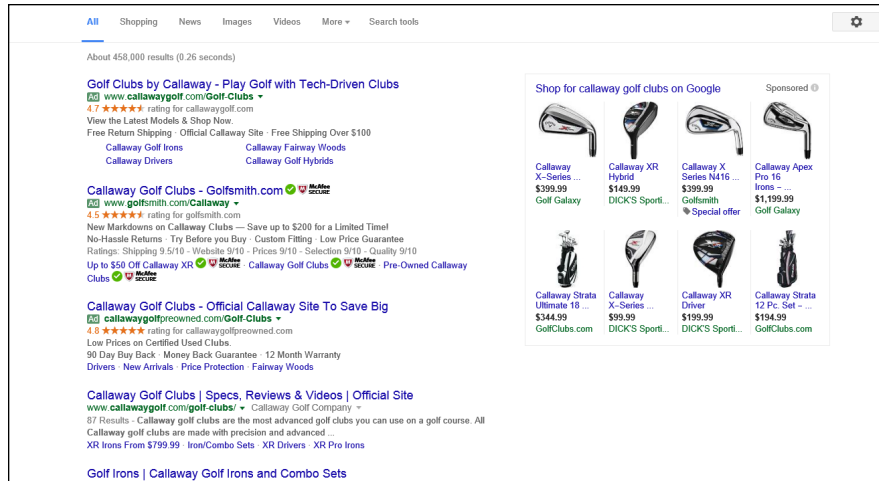 All Shopping News Images Videos More Search tools
About 458,000 results (0.26 seconds)
Golf Clubs by Callaway - Play Golf with Tech-Driven Clubs
Ad www.callawaygolf.com/Golf-Clubs
4.7 ★★★★★ rating for callawaygolf.com
View the Latest Models & Shop Now.
Free Return Shipping · Official Callaway Site · Free Shipping Over $100
Callaway Golf Irons Callaway Fairway Woods
Callaway Drivers Callaway Golf Hybrids
Callaway Golf Clubs - Golfsmith.com McAfee SECURE
Ad www.golfsmith.com/Callaway
4.5 ★★★★★ rating for golfsmith.com
New Markdowns on Callaway Clubs — Save up to $200 for a Limited Time!
No-Hassle Returns · Try Before you Buy · Custom Fitting · Low Price Guarantee
Ratings: Shipping 9.5/10 - Website 9/10 - Prices 9/10 - Selection 9/10 - Quality 9/10
Up to $50 Off Callaway XR McAfee SECURE · Callaway Golf Clubs McAfee SECURE · Pre-Owned Callaway
Clubs McAfee SECURE
Callaway Golf Clubs - Official Callaway Site To Save Big
Ad callawaygolfpreowned.com/Golf-Clubs
4.8 ★★★★★ rating for callawaygolfpreowned.com
Low Prices on Certified Used Clubs.
90 Day Buy Back · Money Back Guarantee · 12 Month Warranty
Drivers · New Arrivals · Price Protection · Fairway Woods
Callaway Golf Clubs | Specs, Reviews & Videos | Official Site
www.callawaygolf.com/golf-clubs/ Callaway Golf Company
87 Results - Callaway golf clubs are the most advanced golf clubs you can use on a golf course. All
Callaway golf clubs are made with precision and advanced ...
XR Irons From $799.99 · Iron/Combo Sets · XR Drivers · XR Pro Irons
Golf Irons | Callaway Golf Irons and Combo Sets
Shop for callaway golf clubs on Google Sponsored
Callaway X-Series ...
$399.99
Golf Galaxy
Callaway XR Hybrid
$149.99
DICK'S Sporti...
Callaway X Series N416 ...
$399.99
Golfsmith
Special offer
Callaway Apex Pro 16 Irons – ...
$1,199.99
Golf Galaxy
Callaway Strata Ultimate 18 ...
$344.99
GolfClubs.com
Callaway X-Series ...
$99.99
DICK'S Sporti...
Callaway XR Driver
$199.99
DICK'S Sporti...
Callaway Strata 12 Pc. Set – ...
$194.99
GolfClubs.com